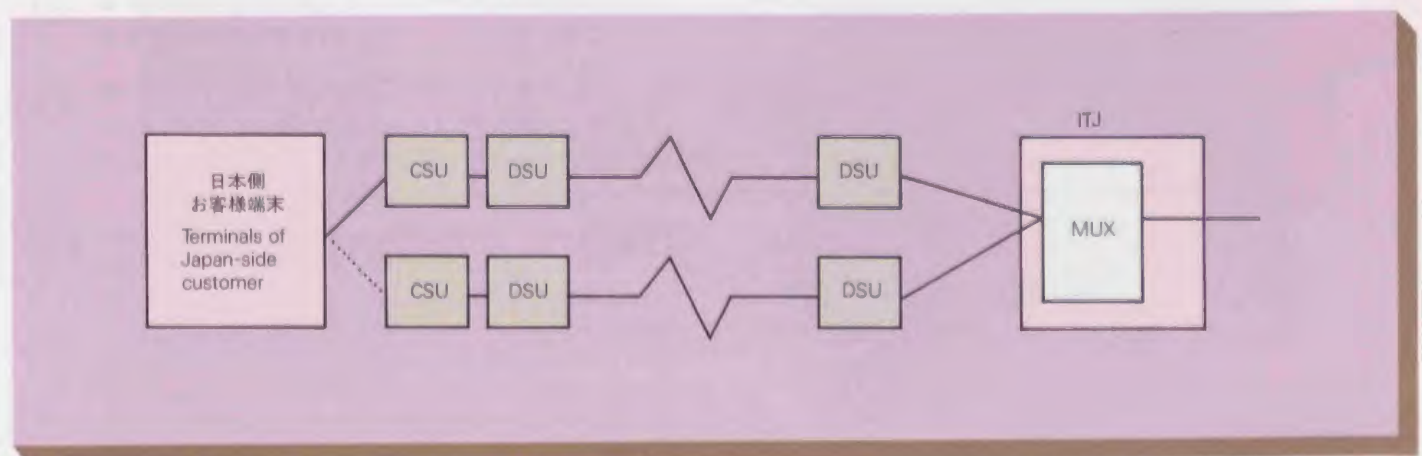 日本側
お客様端末
Terminals of
Japan-side
customer
CSU
DSU
DSU
CSU
DSU
DSU
ITJ
MUX